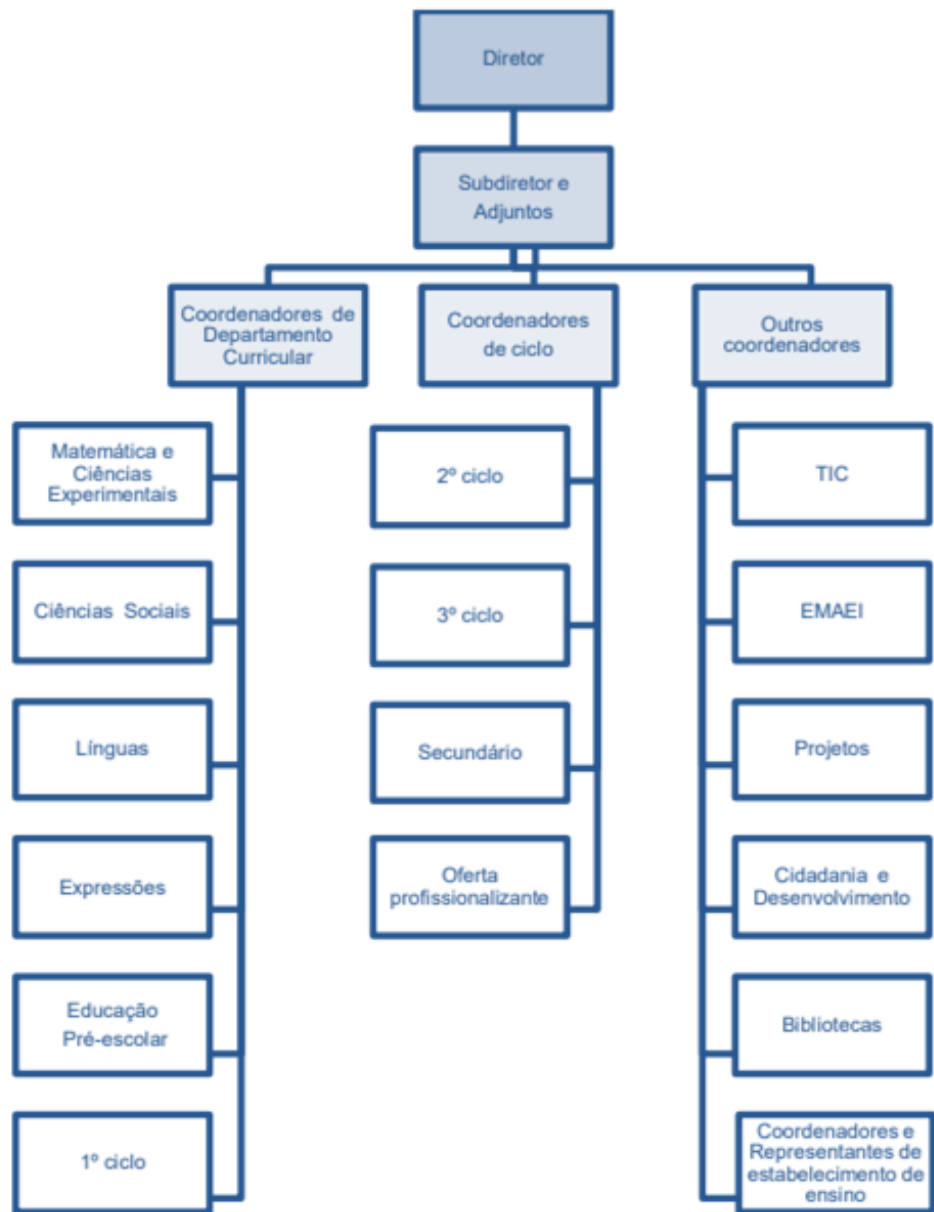 Diretor
Subdiretor e
Adjuntos
Coordenadores de
Departamento
Curricular
Matemática e
Ciências
Experimentais
Ciências Sociais
Línguas
Expressões
Educação
Pré-escolar
1º ciclo
Coordenadores
de ciclo
2º ciclo
3º ciclo
Secundário
Oferta
profissionalizante
Outros
coordenadores
TIC
EMAEI
Projetos
Cidadania e
Desenvolvimento
Bibliotecas
Coordenadores e
Representantes de
estabelecimento de
ensino